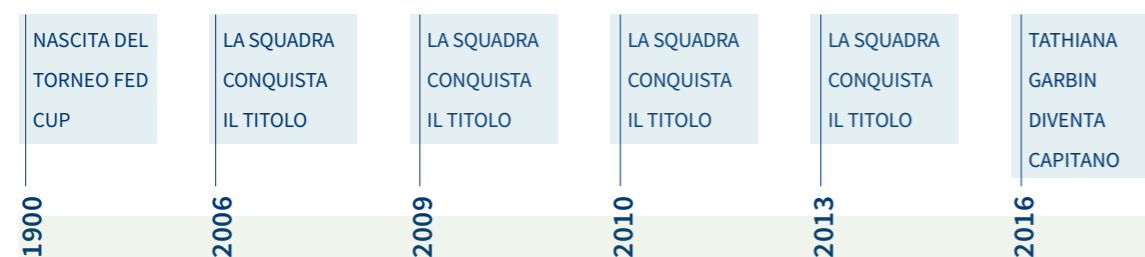 NASCITA DEL
TORNEO FED
CUP
1900
LA SQUADRA
CONQUISTA
IL TITOLO
2006
LA SQUADRA
CONQUISTA
IL TITOLO
2009
LA SQUADRA
CONQUISTA
IL TITOLO
2010
LA SQUADRA
CONQUISTA
IL TITOLO
2013
TATHIANA
GARBIN
DIVENTA
CAPITANO
2016